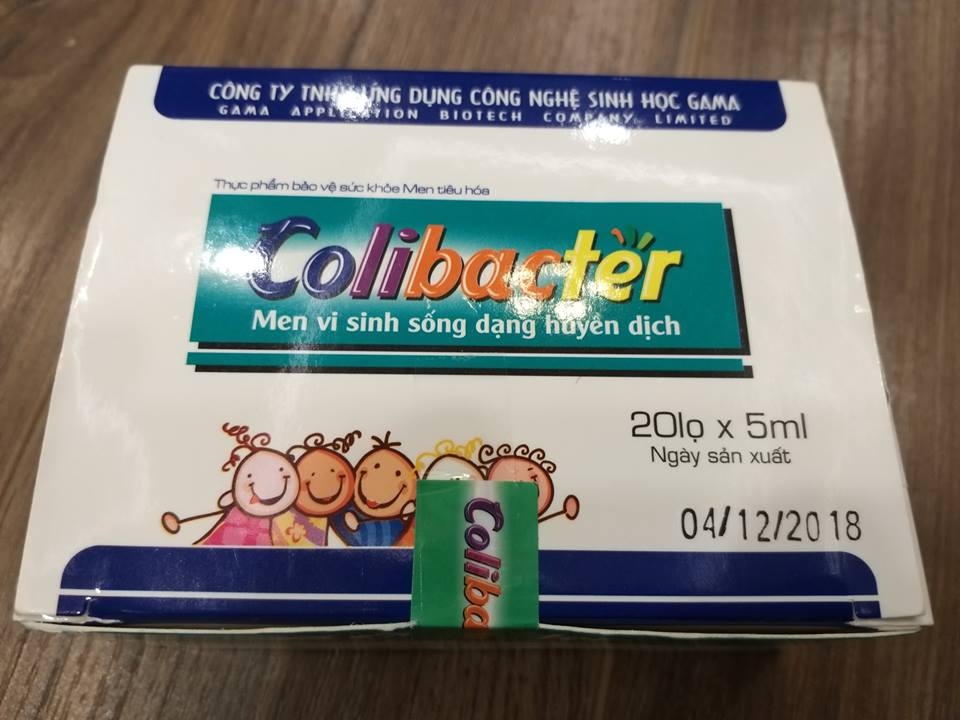 CÔNG TY TNHH ỨNG DỤNG CÔNG NGHỆ SINH HỌC GAMA
GAMA APPLICATION BIOTECH COMPANY LIMITED
Thực phẩm bảo vệ sức khỏe Men tiêu hóa
Colibacter
Men vi sinh sống dạng huyền dịch
20lọ x 5ml
Ngày sản xuất
04/12/2018
Coliba